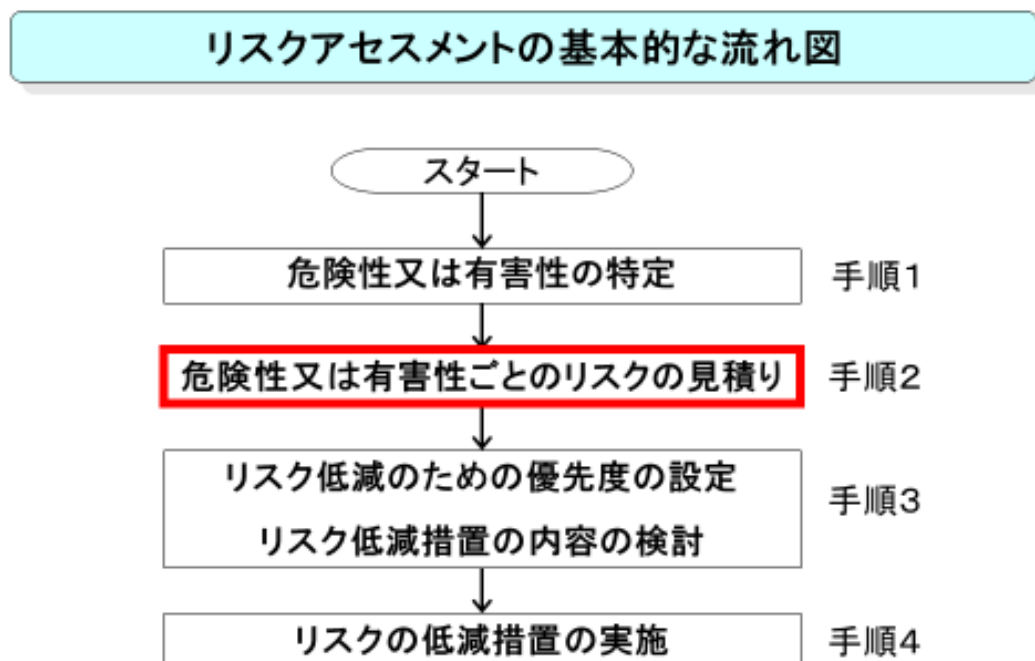 リスクアセスメントの基本的な流れ図
スタート
危険性又は有害性の特定
手順1
危険性又は有害性ごとのリスクの見積り
手順2
リスク低減のための優先度の設定
リスク低減措置の内容の検討
手順3
リスクの低減措置の実施
手順4